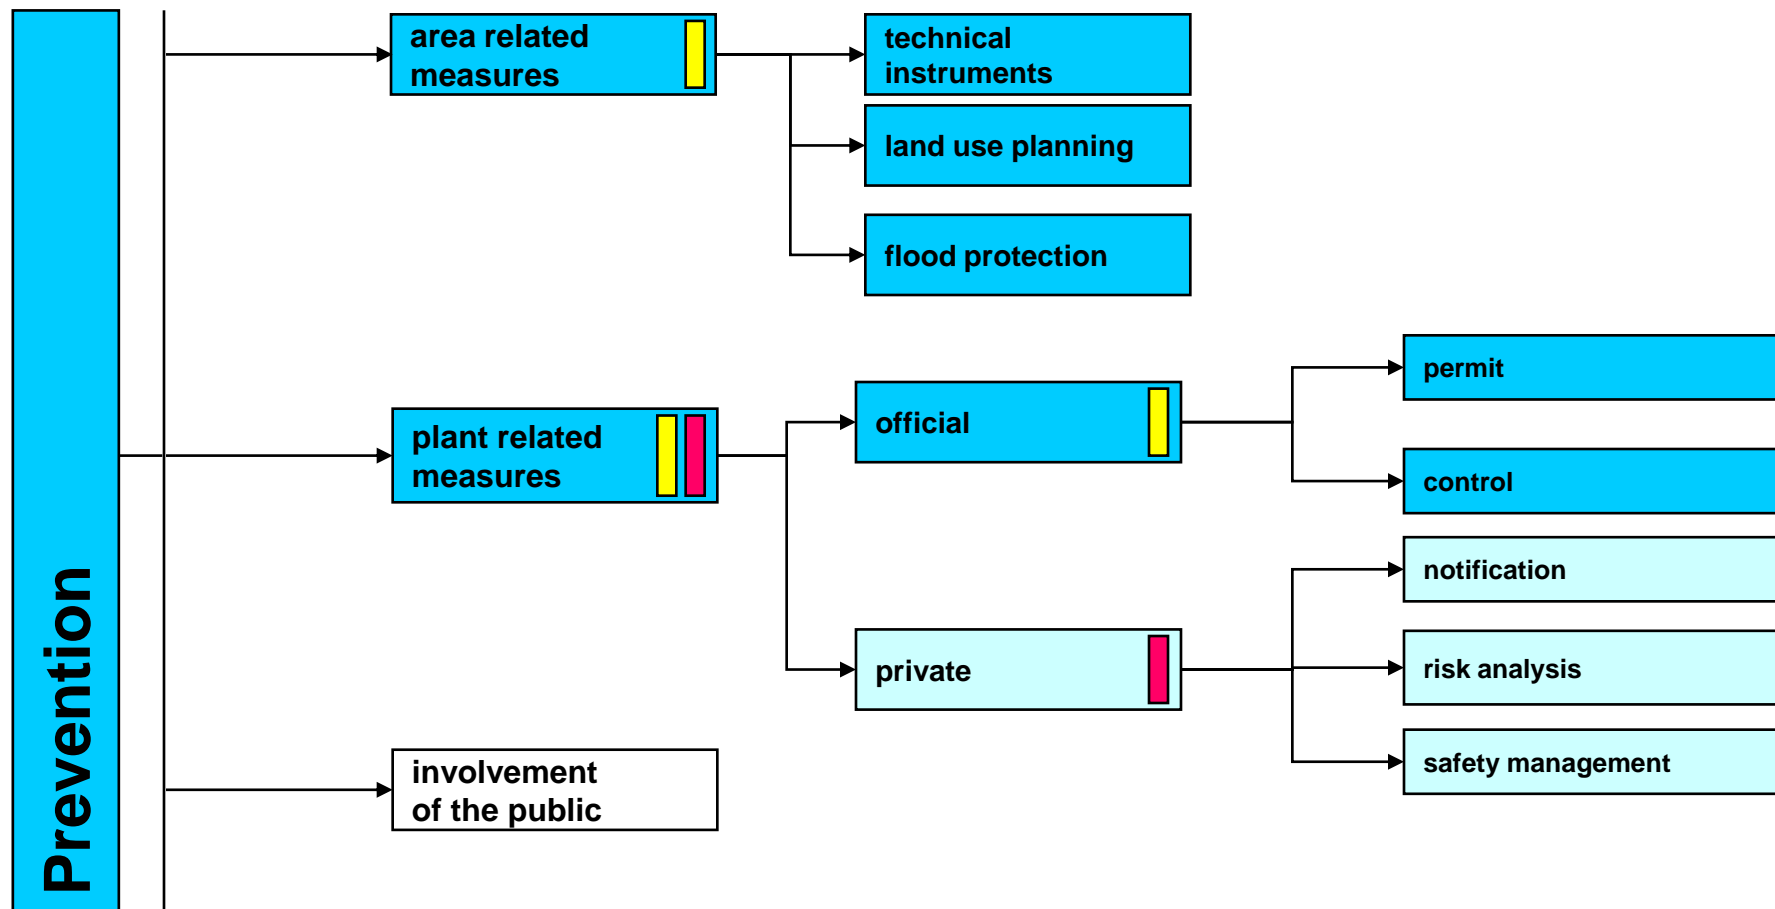 Prevention
area related
measures
technical
instruments
land use planning
flood protection
plant related
measures
official
permit
control
private
notification
risk analysis
safety management
involvement
of the public